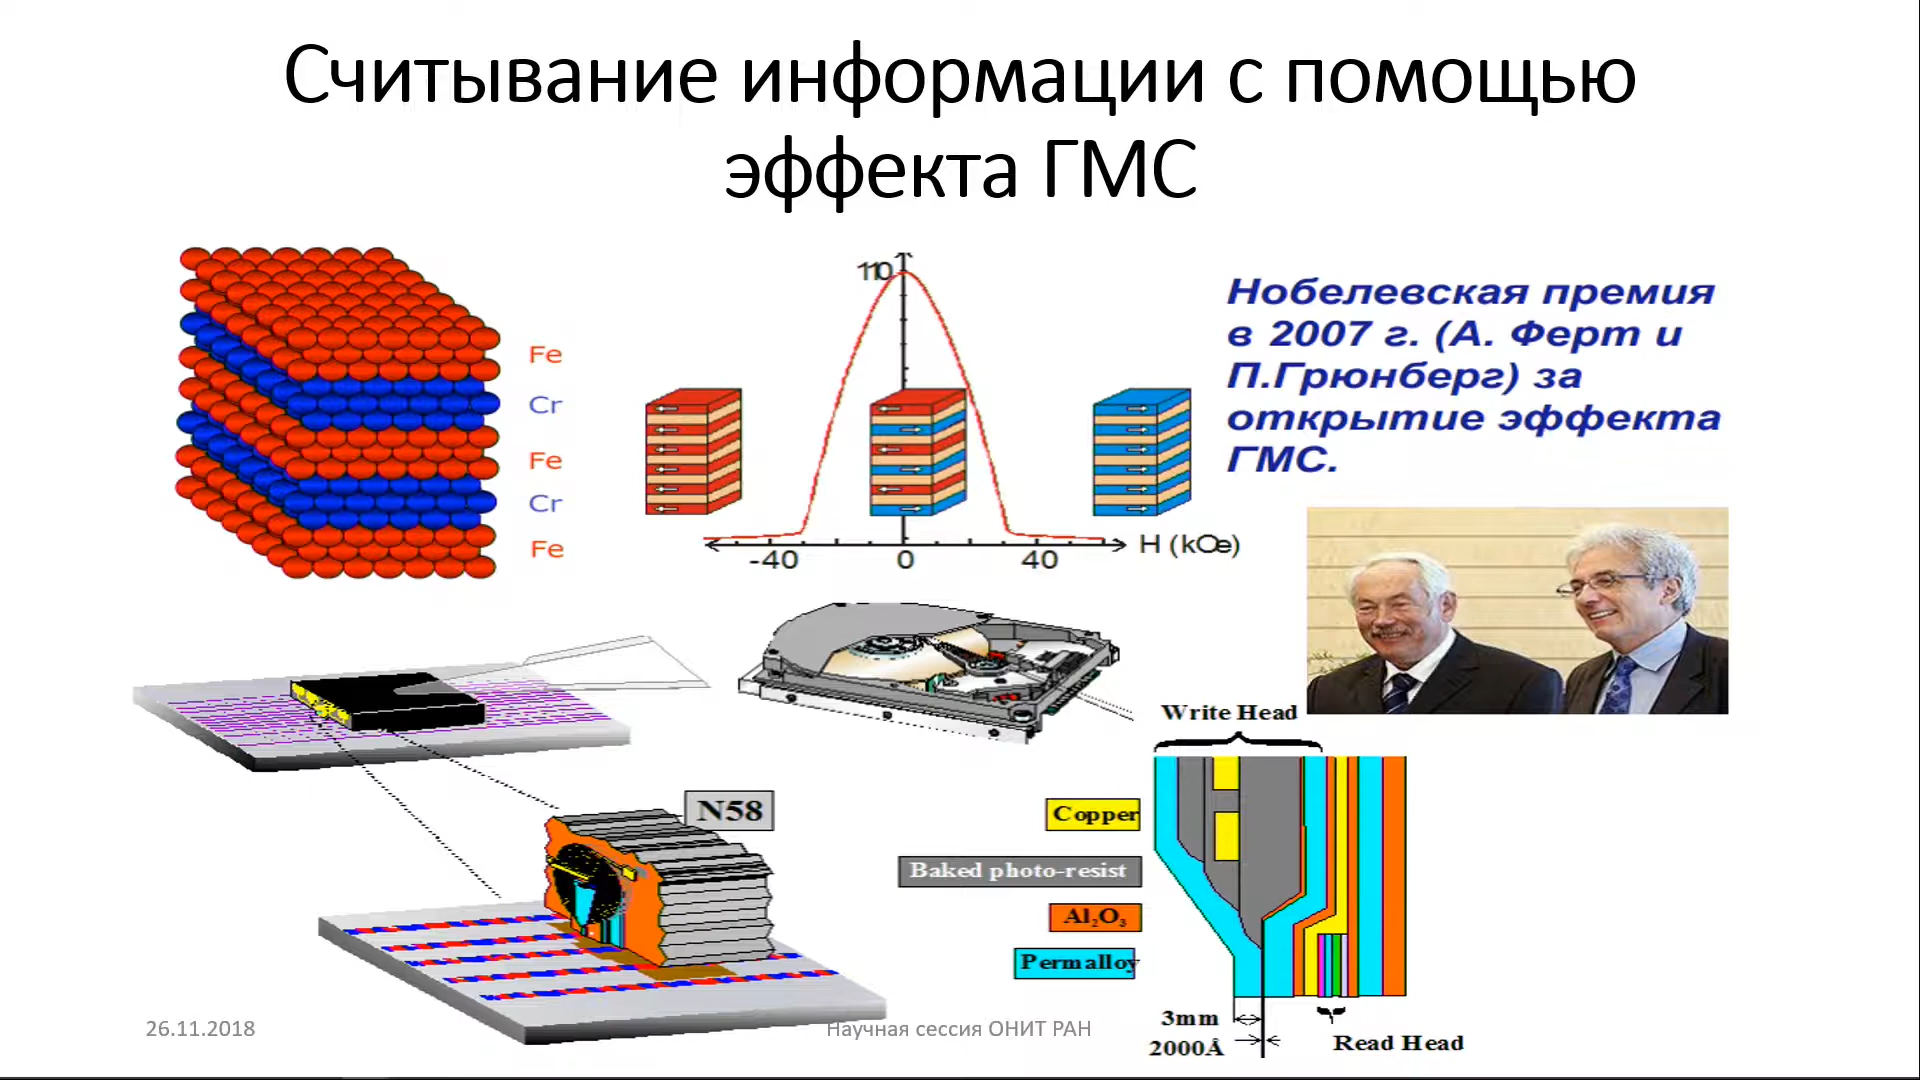 Считывание информации с помощью
эффекта ГМС
Fe
Cr
Fe
Cr
Fe
110
-40
0
40
H (kOe)
Нобелевская премия
в 2007 г. (А. Ферт и
П.Грюнберг) за
открытие эффекта
ГМС.
N58
Write Head
Copper
Baked photo-resist
Al₂O₃
Permalloy
3mm
2000Å
Read Head
26.11.2018
Научная сессия ОНИТ РАН